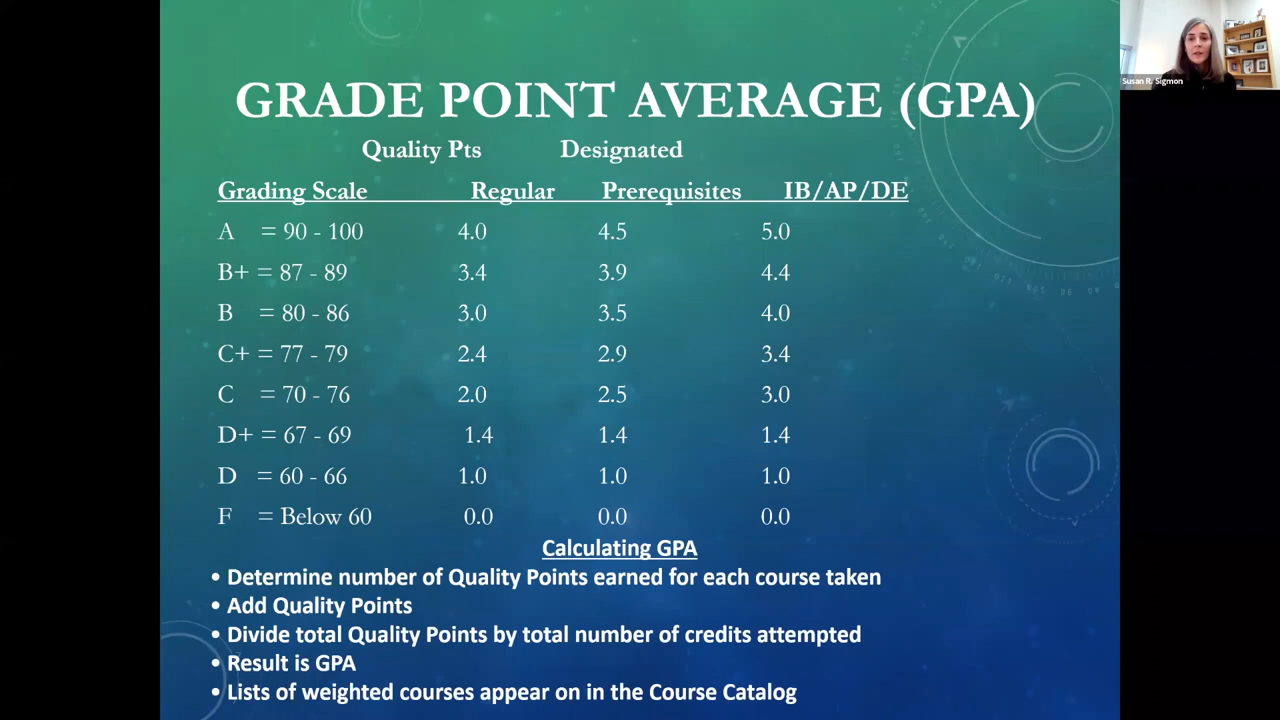 GRADE POINT AVERAGE (GPA)
Susan R. Sigmon
Quality Pts Designated
Grading Scale Regular Prerequisites IB/AP/DE
A = 90 - 100 4.0 4.5 5.0
B+ = 87 - 89 3.4 3.9 4.4
B = 80 - 86 3.0 3.5 4.0
C+ = 77 - 79 2.4 2.9 3.4
C = 70 - 76 2.0 2.5 3.0
D+ = 67 - 69 1.4 1.4 1.4
D = 60 - 66 1.0 1.0 1.0
F = Below 60 0.0 0.0 0.0
Calculating GPA
• Determine number of Quality Points earned for each course taken
• Add Quality Points
• Divide total Quality Points by total number of credits attempted
• Result is GPA
• Lists of weighted courses appear on in the Course Catalog